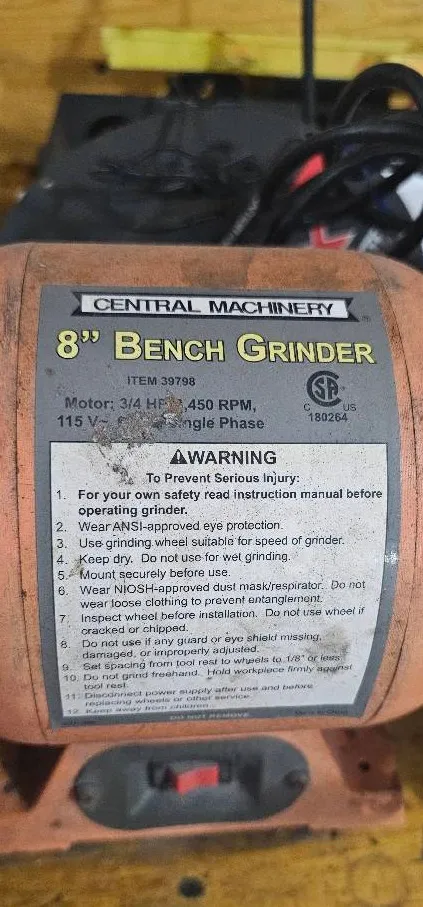 CENTRAL MACHINERY
8" BENCH GRINDER
ITEM 39798
Motor: 3/4 HP ,450 RPM,
115 V~ Single Phase
C US
180264
⚠WARNING
To Prevent Serious Injury:
1. For your own safety read instruction manual before
operating grinder.
2. Wear ANSI-approved eye protection.
3. Use grinding wheel suitable for speed of grinder.
4. Keep dry. Do not use for wet grinding.
5. Mount securely before use.
6. Wear NIOSH-approved dust mask/respirator. Do not
wear loose clothing to prevent entanglement.
7. Inspect wheel before installation. Do not use wheel if
cracked or chipped.
8. Do not use if any guard or eye shield missing,
damaged, or improperly adjusted.
9. Set spacing from tool rest to wheels to 1/8" or less
10. Do not grind freehand. Hold workpiece firmly against
tool rest.
11. Disconnect power supply after use and before
replacing wheels or other service.
12. Keep away from children.
DO NOT REMOVE